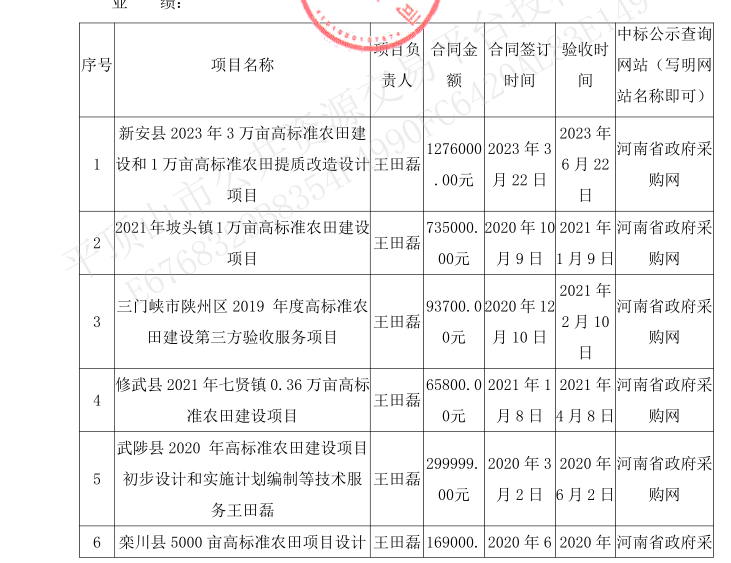 业 绩：
序号 项目名称 项目负责人 合同金额 合同签订时间 验收时间 中标公示查询网站（写明网站名称即可）
1 新安县 2023 年 3 万亩高标准农田建设和 1 万亩高标准农田提质改造设计项目 王田磊 1276000.00元 2023 年 3月 22 日 2023 年6 月 22日 河南省政府采购网
2 2021年坡头镇1万亩高标准农田建设项目 王田磊 735000.00元 2020 年 10月 9 日 2021 年1 月 9 日 河南省政府采购网
3 三门峡市陕州区 2019 年度高标准农田建设第三方验收服务项目 王田磊 93700.00元 2020 年 12月 10 日 2021 年2 月 10日 河南省政府采购网
4 修武县 2021 年七贤镇 0.36 万亩高标准农田建设项目 王田磊 65800.00元 2021 年 1月 8 日 2021 年4 月 8 日 河南省政府采购网
5 武陟县 2020 年高标准农田建设项目初步设计和实施计划编制等技术服务王田磊 王田磊 299999.00元 2020 年 3月 2 日 2020 年6 月 2 日 河南省政府采购网
6 栾川县 5000 亩高标准农田项目设计 王田磊 169000. 2020 年 6 2020 年 河南省政府采